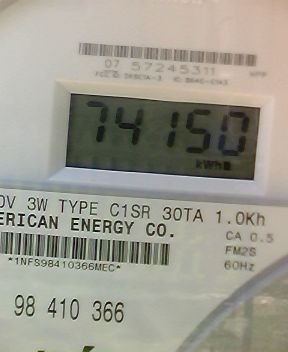 07 57245311
74150
kWh
0V 3W TYPE C1SR 30TA 1.0Kh
ERICAN ENERGY CO.
CA 0.5
FM2S
60Hz
*1NFS98410366MEC*
98 410 366